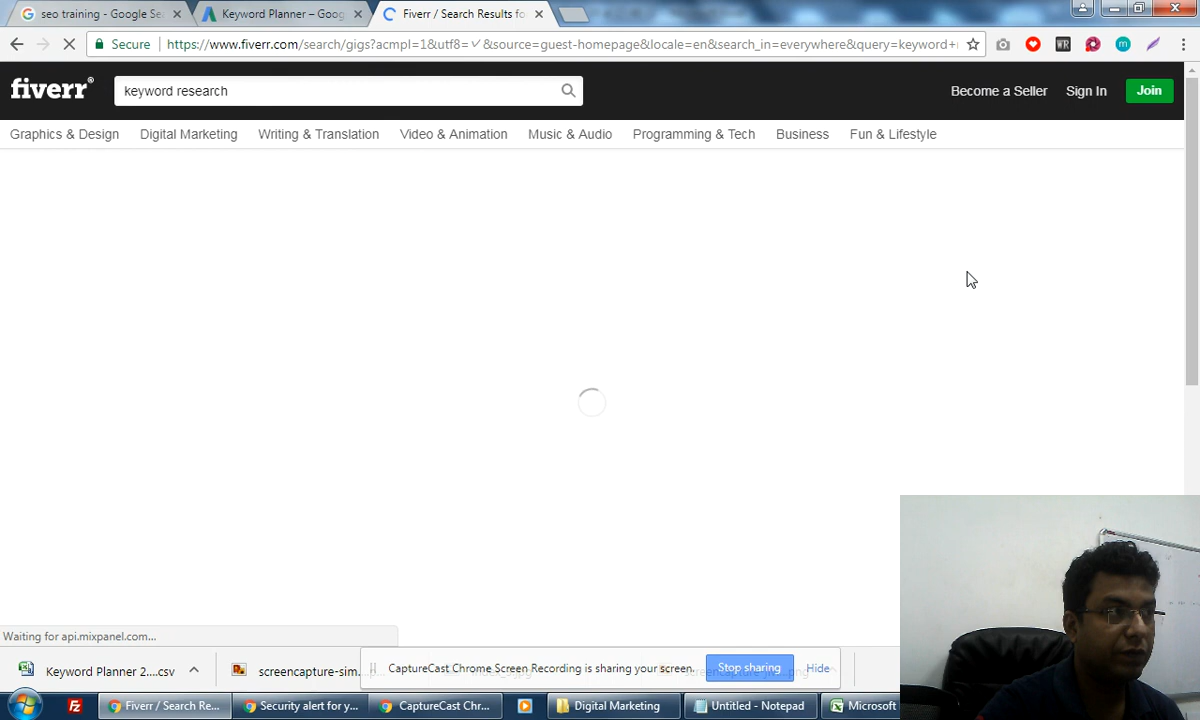 seo training - Google Se
Keyword Planner – Goog
Fiverr / Search Results fo
Secure
https://www.fiverr.com/search/gigs?acmpl=1&utf8=✓&source=guest-homepage&locale=en&search_in=everywhere&query=keyword+r
fiverr®
keyword research
Become a Seller
Sign In
Join
Graphics & Design
Digital Marketing
Writing & Translation
Video & Animation
Music & Audio
Programming & Tech
Business
Fun & Lifestyle
Waiting for api.mixpanel.com...
Keyword Planner 2....csv
screencapture-sim....p
CaptureCast Chrome Screen Recording is sharing your screen.
Stop sharing
Hide
Fiverr / Search Re...
Security alert for y...
CaptureCast Chr...
Digital Marketing
Untitled - Notepad
Microsoft